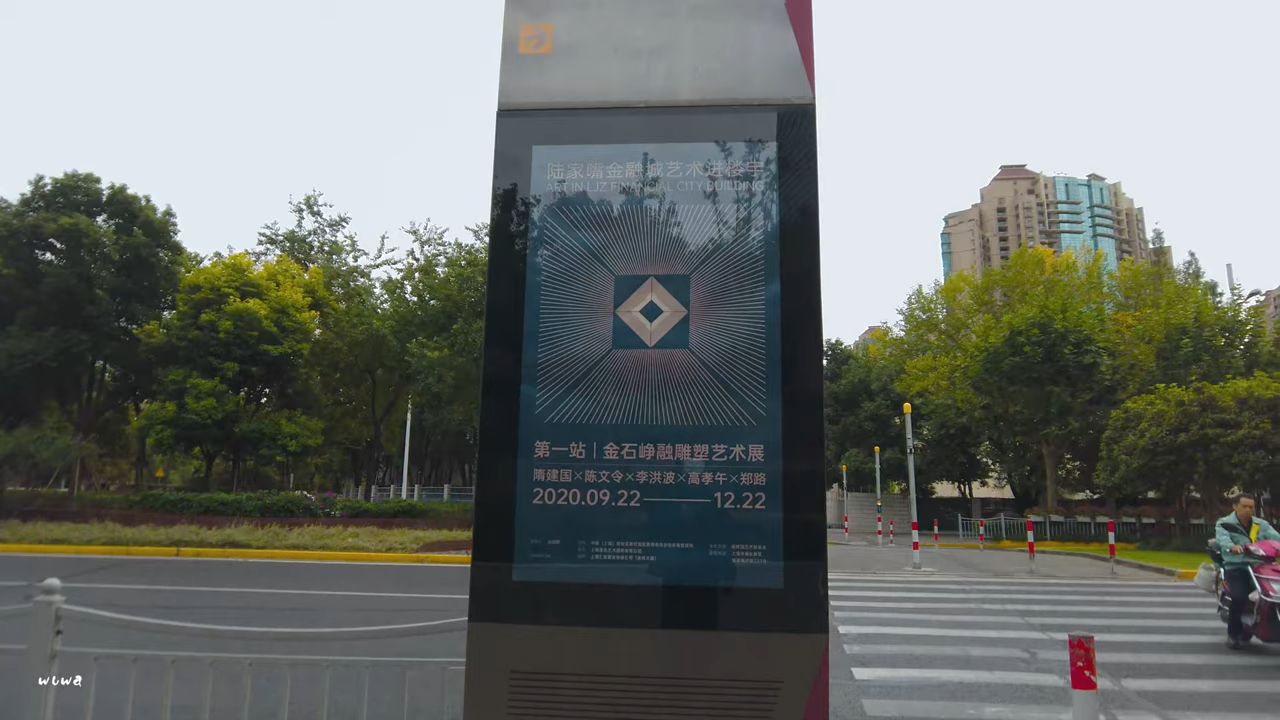 陆家嘴金融城艺术进楼宇
ART IN LJZ FINANCIAL CITY BUILDING
第一站｜金石峥融雕塑艺术展
隋建国×陈文令×李洪波×高孝午×郑路
2020.09.22——12.22
wiwa